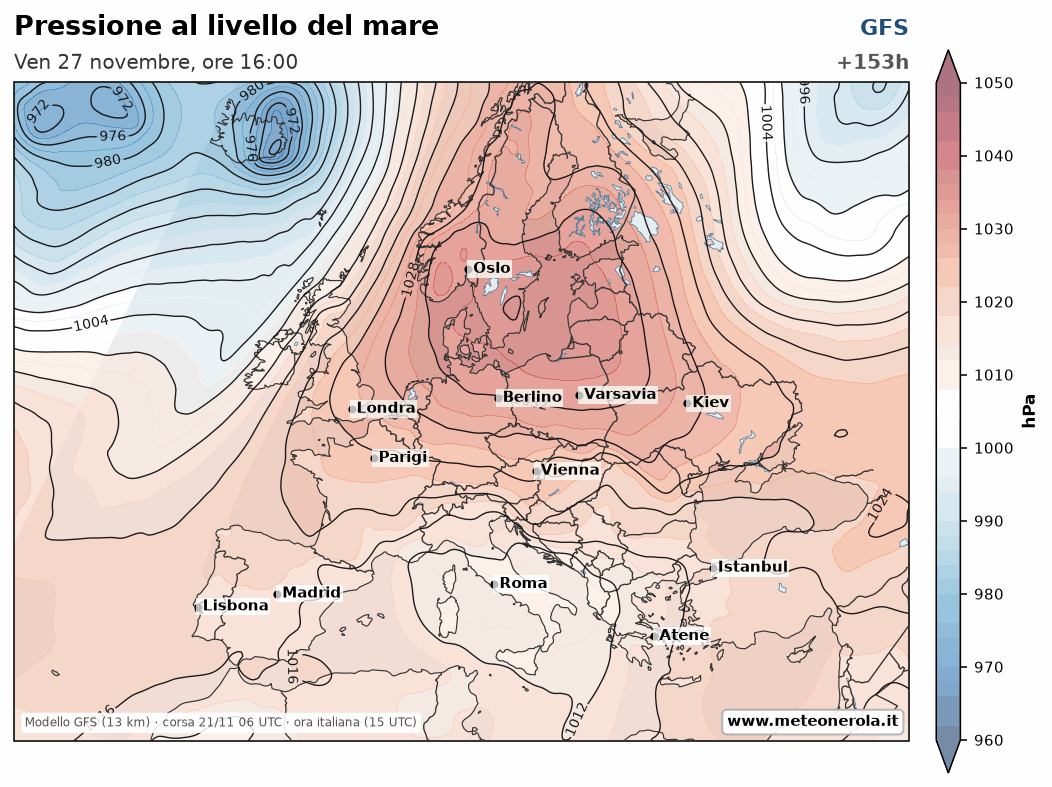 Pressione al livello del mare
GFS
Ven 27 novembre, ore 16:00
+153h
972
972
980
972
976
976
980
996
1004
1004
1028
Oslo
Londra
Berlino
Varsavia
Kiev
Parigi
Vienna
1024
Istanbul
Roma
Madrid
Lisbona
Atene
1016
1012
Modello GFS (13 km) · corsa 21/11 06 UTC · ora italiana (15 UTC)
www.meteonerola.it
1050
1040
1030
1020
1010
1000
990
980
970
960
hPa